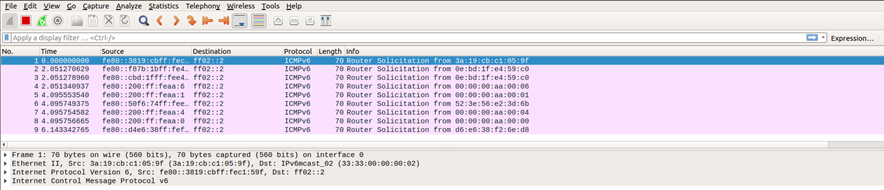 File Edit View Go Capture Analyze Statistics Telephony Wireless Tools Help
Apply a display filter ... <Ctrl-/> Expression...
No. Time Source Destination Protocol Length Info
1 0.000000000 fe80::3819:cbff:fec… ff02::2 ICMPv6 70 Router Solicitation from 3a:19:cb:c1:05:9f
2 2.051270629 fe80::f87b:1bff:fe4… ff02::2 ICMPv6 70 Router Solicitation from 0e:bd:1f:e4:59:c0
3 2.051278960 fe80::cbd:1fff:fee4… ff02::2 ICMPv6 70 Router Solicitation from 0e:bd:1f:e4:59:c0
4 2.051340937 fe80::200:ff:feaa:6 ff02::2 ICMPv6 70 Router Solicitation from 00:00:00:aa:00:06
5 4.095553540 fe80::200:ff:feaa:1 ff02::2 ICMPv6 70 Router Solicitation from 00:00:00:aa:00:01
6 4.095749375 fe80::50f6:74ff:fee… ff02::2 ICMPv6 70 Router Solicitation from 52:3e:56:e2:3d:6b
7 4.095754582 fe80::200:ff:feaa:4 ff02::2 ICMPv6 70 Router Solicitation from 00:00:00:aa:00:04
8 4.095756665 fe80::200:ff:feaa:0 ff02::2 ICMPv6 70 Router Solicitation from 00:00:00:aa:00:00
9 6.143342765 fe80::d4e6:38ff:fef… ff02::2 ICMPv6 70 Router Solicitation from d6:e6:38:f2:6e:d8
Frame 1: 70 bytes on wire (560 bits), 70 bytes captured (560 bits) on interface 0
Ethernet II, Src: 3a:19:cb:c1:05:9f (3a:19:cb:c1:05:9f), Dst: IPv6mcast_02 (33:33:00:00:00:02)
Internet Protocol Version 6, Src: fe80::3819:cbff:fec1:59f, Dst: ff02::2
Internet Control Message Protocol v6